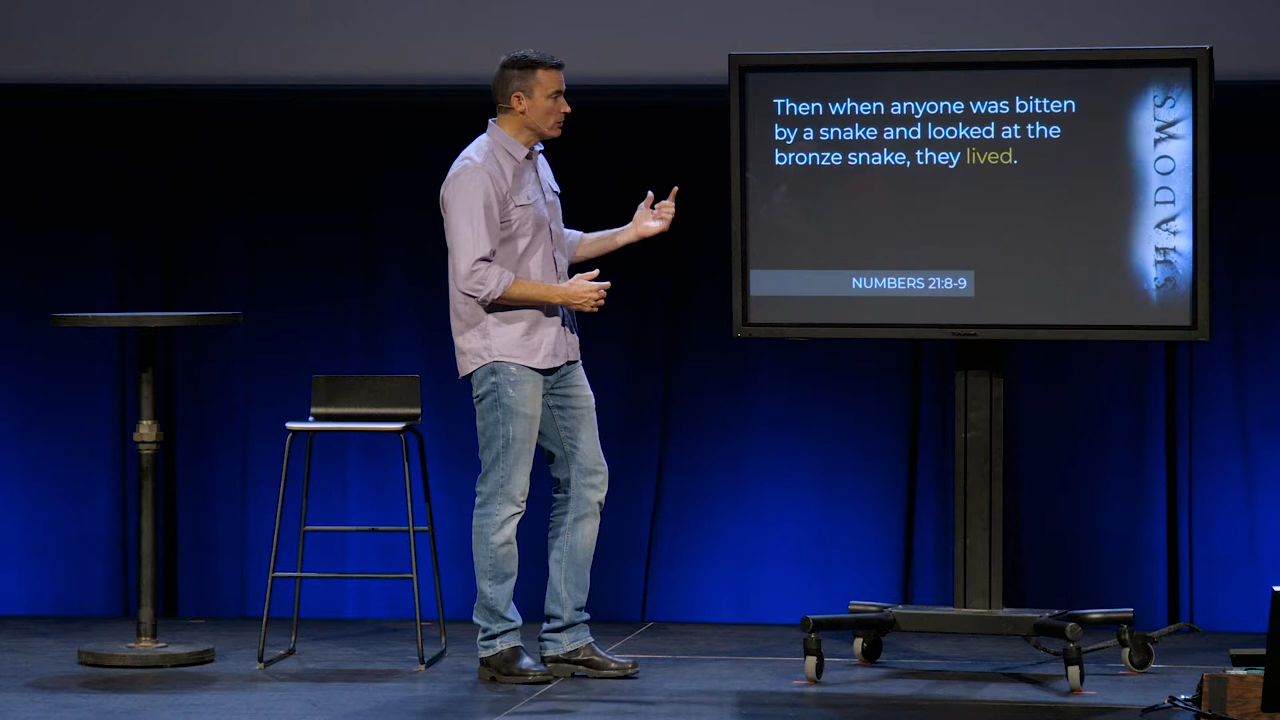 Then when anyone was bitten
by a snake and looked at the
bronze snake, they lived.
NUMBERS 21:8-9
SHADOWS